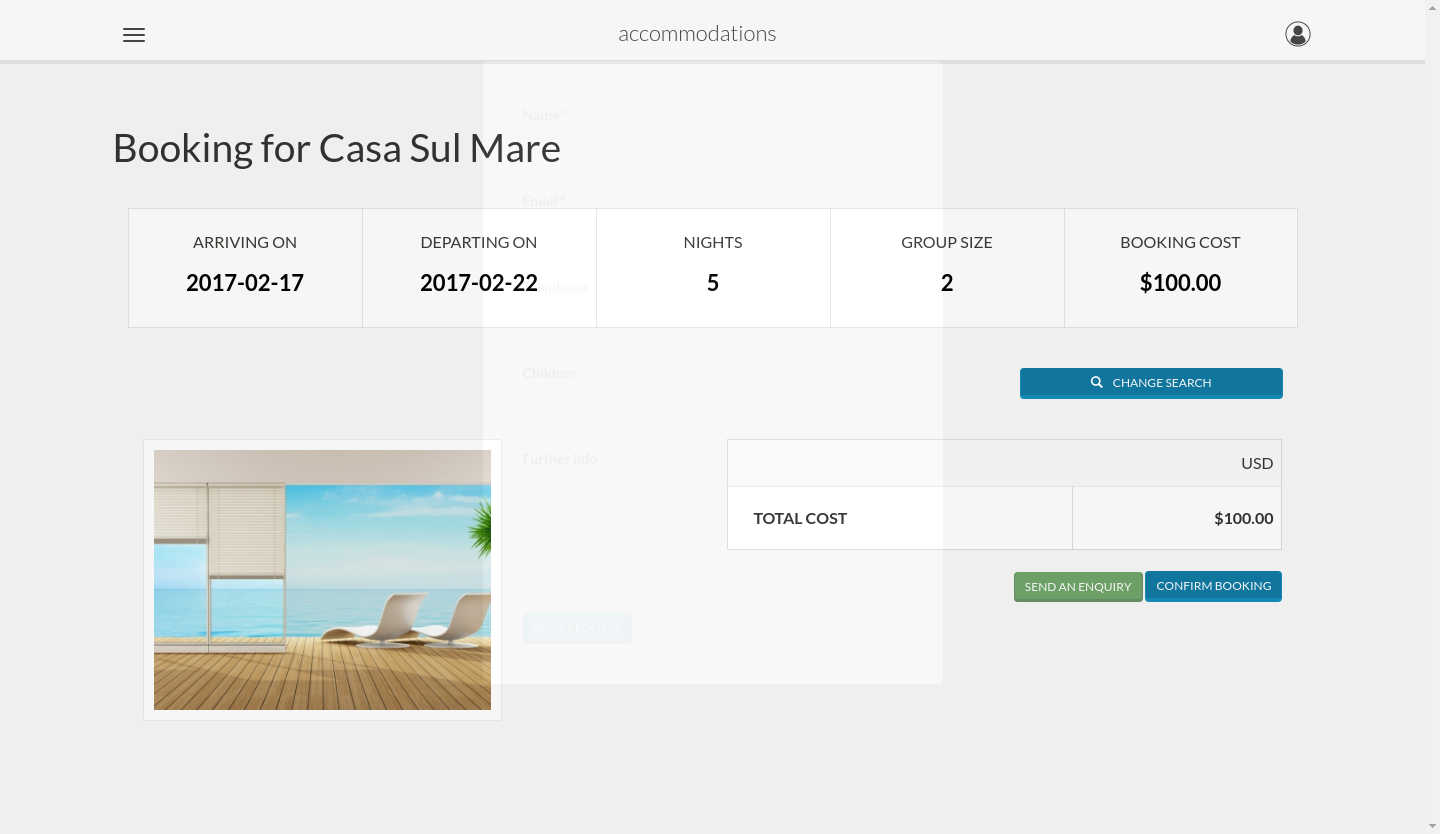 accommodations
Name *
Booking for Casa Sul Mare
Email *
ARRIVING ON
2017-02-17
DEPARTING ON
2017-02-22
NIGHTS
5
GROUP SIZE
2
BOOKING COST
$100.00
Children
CHANGE SEARCH
Further info
USD
TOTAL COST $100.00
SEND AN ENQUIRY CONFIRM BOOKING
SEND REQUEST